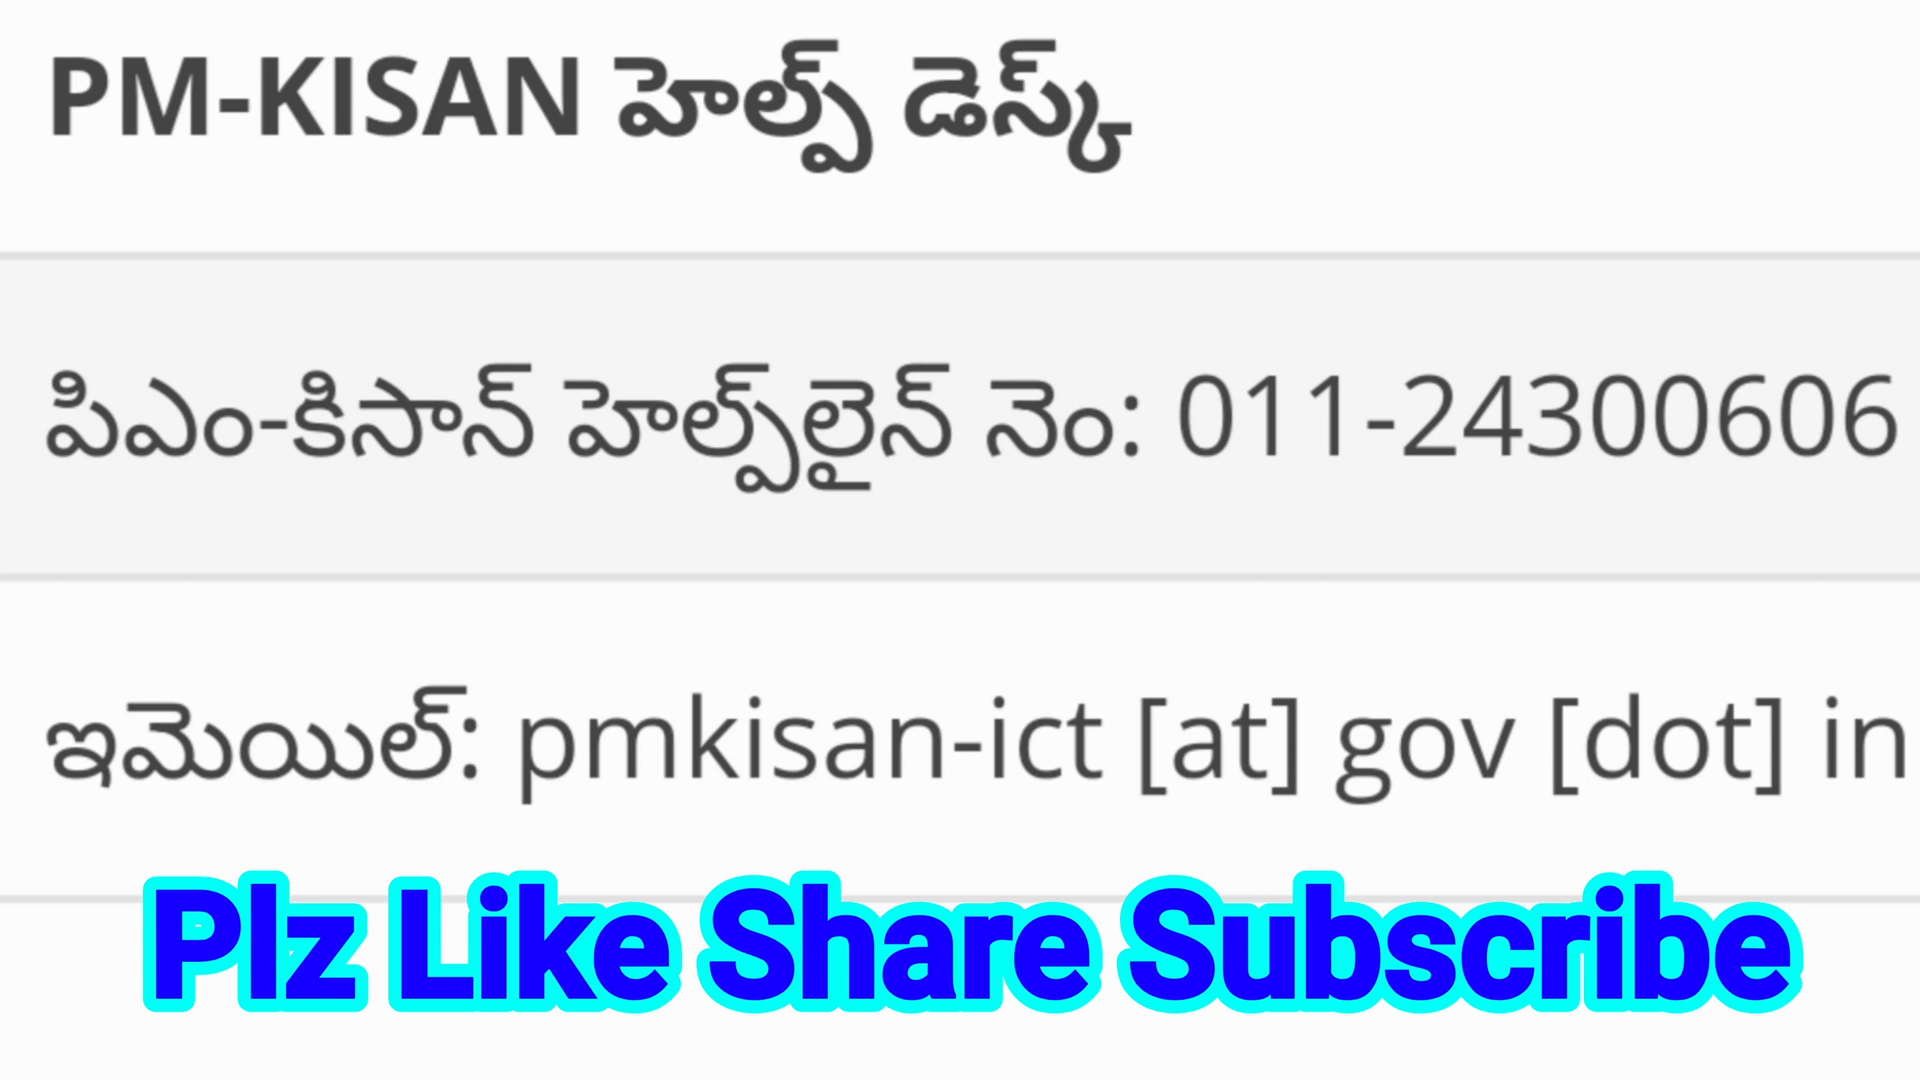 PM-KISAN హెల్ప్ డెస్క్
పిఎం-కిసాన్ హెల్ప్‌లైన్ నెం: 011-24300606
ఇమెయిల్: pmkisan-ict [at] gov [dot] in
Plz Like Share Subscribe